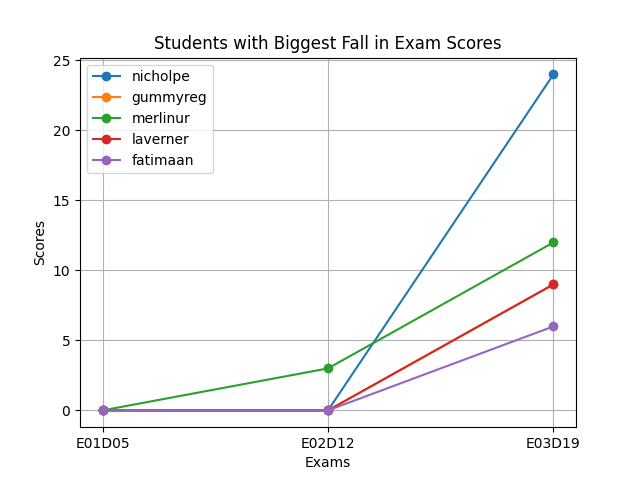 Students with Biggest Fall in Exam Scores
25
20
15
10
5
0
Scores
nicholpe
gummyreg
merlinur
laverner
fatimaan
E01D05
E02D12
E03D19
Exams